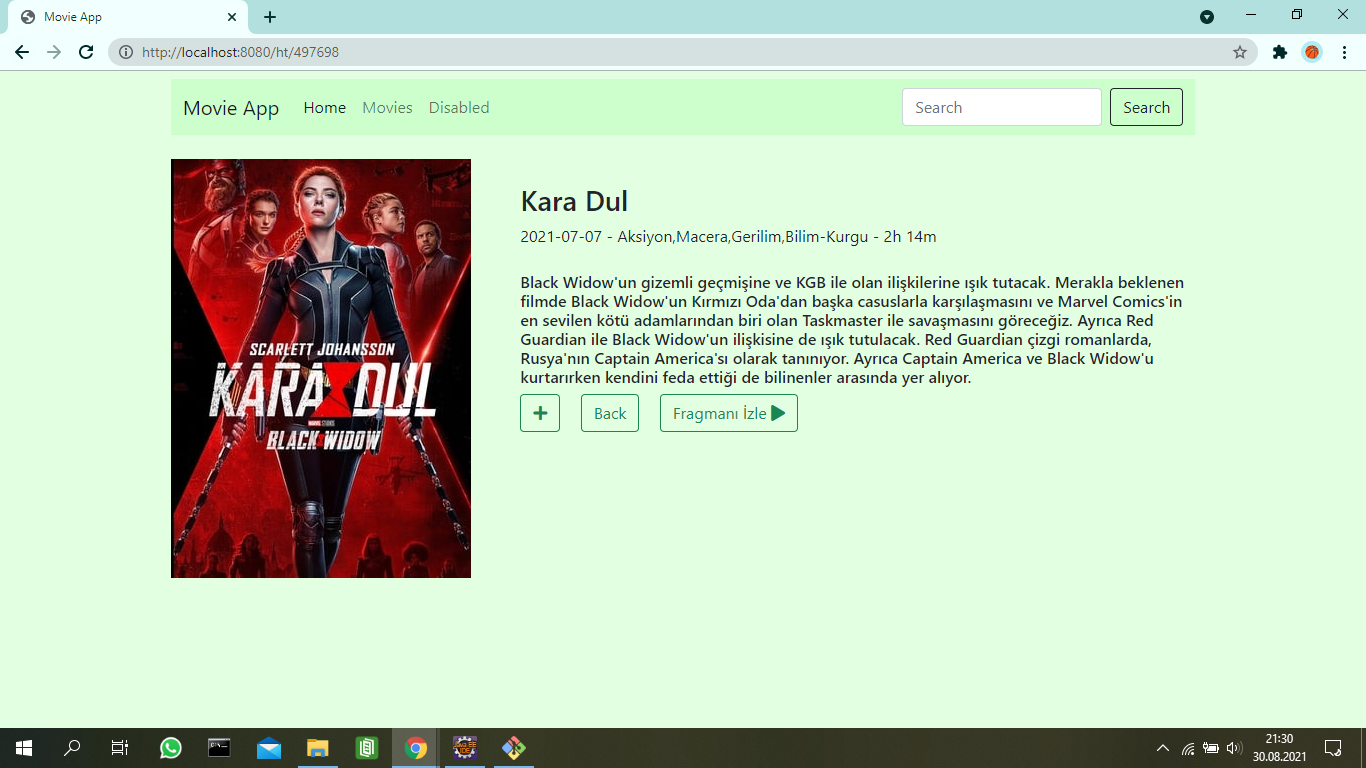 Movie App
http://localhost:8080/ht/497698
Movie App Home Movies Disabled Search Search
SCARLETT JOHANSSON
KARA DUL
MARVEL STUDIOS
BLACK WIDOW
Kara Dul
2021-07-07 - Aksiyon,Macera,Gerilim,Bilim-Kurgu - 2h 14m
Black Widow'un gizemli geçmişine ve KGB ile olan ilişkilerine ışık tutacak. Merakla beklenen
filmde Black Widow'un Kırmızı Oda'dan başka casuslarla karşılaşmasını ve Marvel Comics'in
en sevilen kötü adamlarından biri olan Taskmaster ile savaşmasını göreceğiz. Ayrıca Red
Guardian ile Black Widow'un ilişkisine de ışık tutulacak. Red Guardian çizgi romanlarda,
Rusya'nın Captain America'sı olarak tanınıyor. Ayrıca Captain America ve Black Widow'u
kurtarırken kendini feda ettiği de bilinenler arasında yer alıyor.
+ Back Fragmanı İzle
21:30
30.08.2021